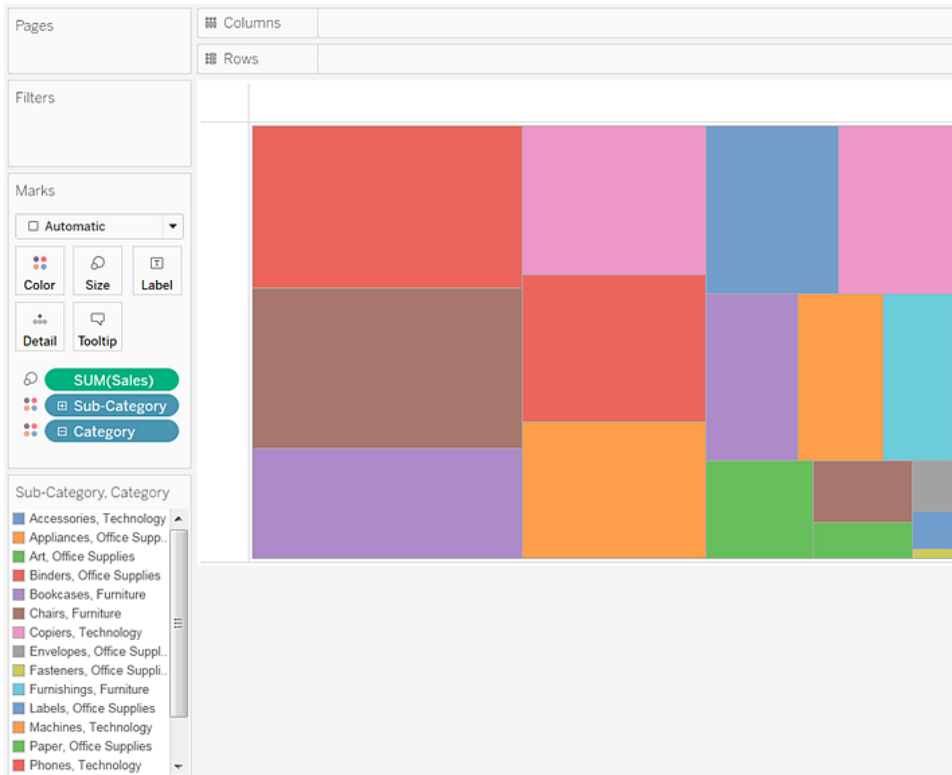 Pages
Columns
Rows
Filters
Marks
Automatic
Color Size Label
Detail Tooltip
SUM(Sales)
Sub-Category
Category
Sub-Category, Category
Accessories, Technology
Appliances, Office Supp..
Art, Office Supplies
Binders, Office Supplies
Bookcases, Furniture
Chairs, Furniture
Copiers, Technology
Envelopes, Office Suppl..
Fasteners, Office Suppli..
Furnishings, Furniture
Labels, Office Supplies
Machines, Technology
Paper, Office Supplies
Phones, Technology